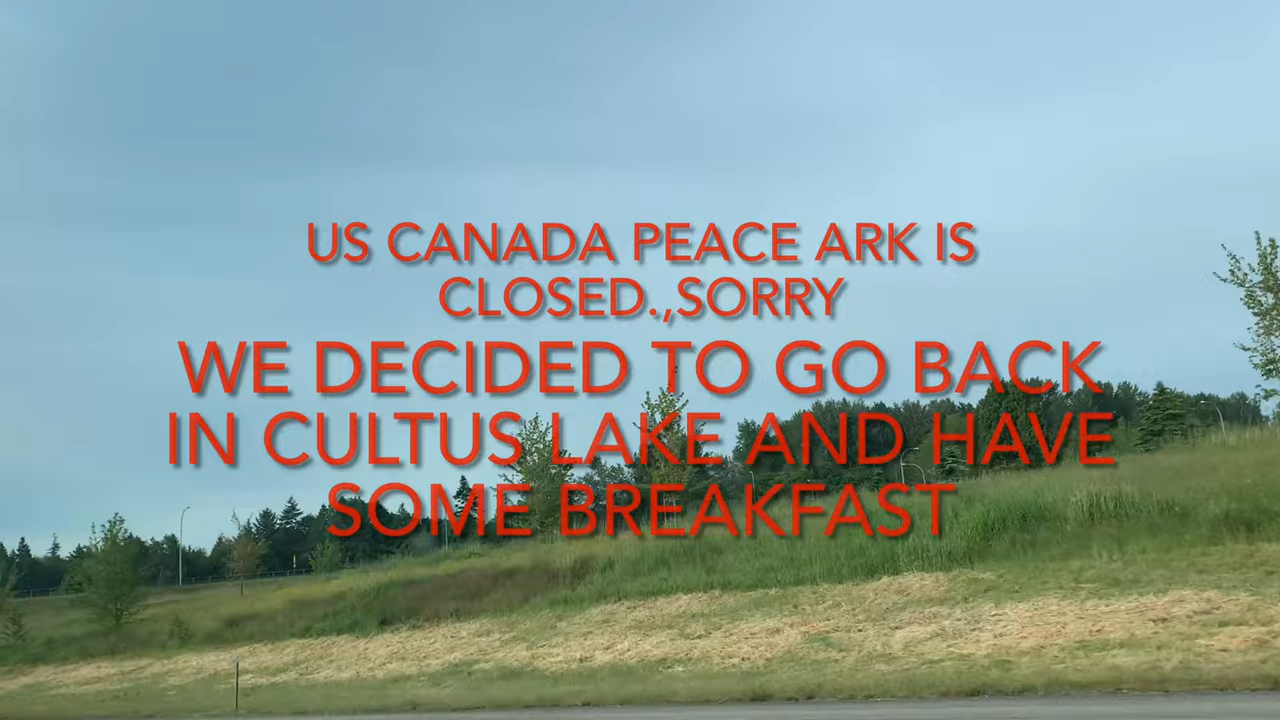 US CANADA PEACE ARK IS
CLOSED.,SORRY
WE DECIDED TO GO BACK
IN CULTUS LAKE AND HAVE
SOME BREAKFAST